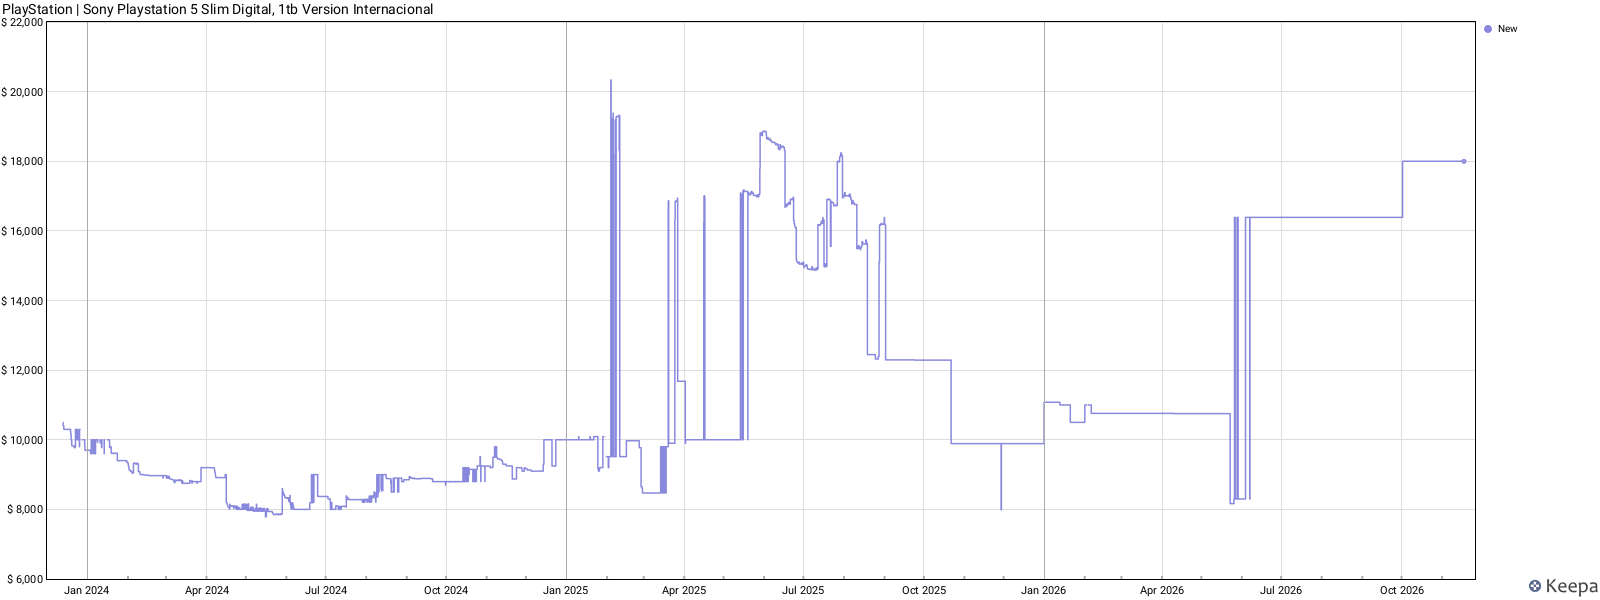 PlayStation | Sony Playstation 5 Slim Digital, 1tb Version Internacional
$ 22,000
New
$ 20,000
$ 18,000
$ 16,000
$ 14,000
$ 12,000
$ 10,000
$ 8,000
$ 6,000
Jan 2024 Apr 2024 Jul 2024 Oct 2024 Jan 2025 Apr 2025 Jul 2025 Oct 2025 Jan 2026 Apr 2026 Jul 2026 Oct 2026
Keepa